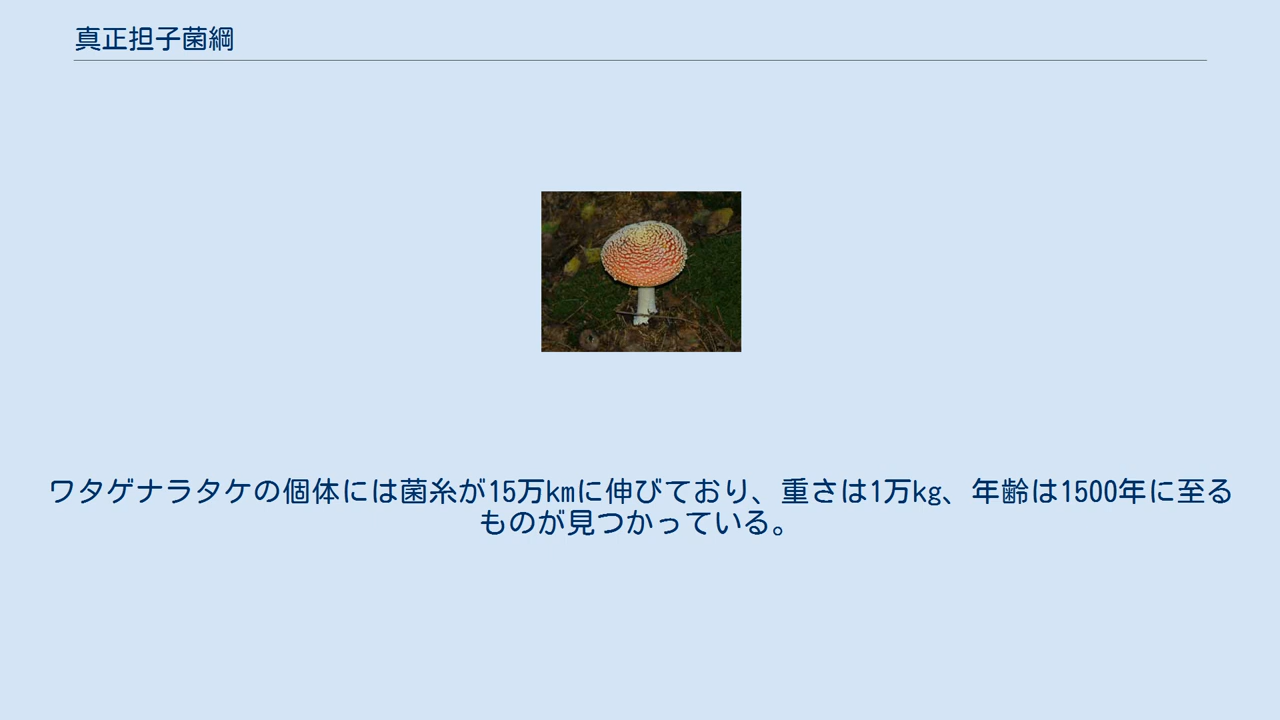 真正担子菌綱
ワタゲナラタケの個体には菌糸が15万kmに伸びており、重さは1万kg、年齢は1500年に至る
ものが見つかっている。